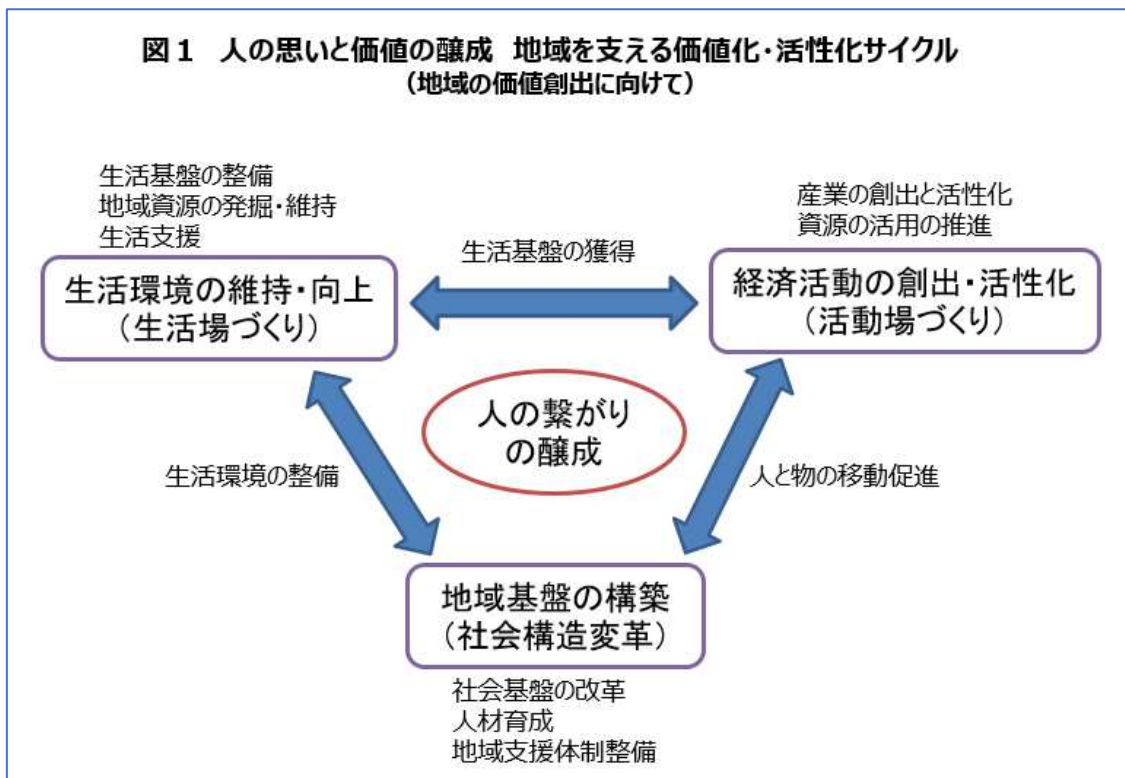 図1 人の思いと価値の醸成 地域を支える価値化・活性化サイクル
(地域の価値創出に向けて)
生活基盤の整備
地域資源の発掘・維持
生活支援
生活環境の維持・向上
(生活場づくり)
生活基盤の獲得
産業の創出と活性化
資源の活用の推進
経済活動の創出・活性化
(活動場づくり)
人の繋がり
の醸成
生活環境の整備
人と物の移動促進
地域基盤の構築
(社会構造変革)
社会基盤の改革
人材育成
地域支援体制整備